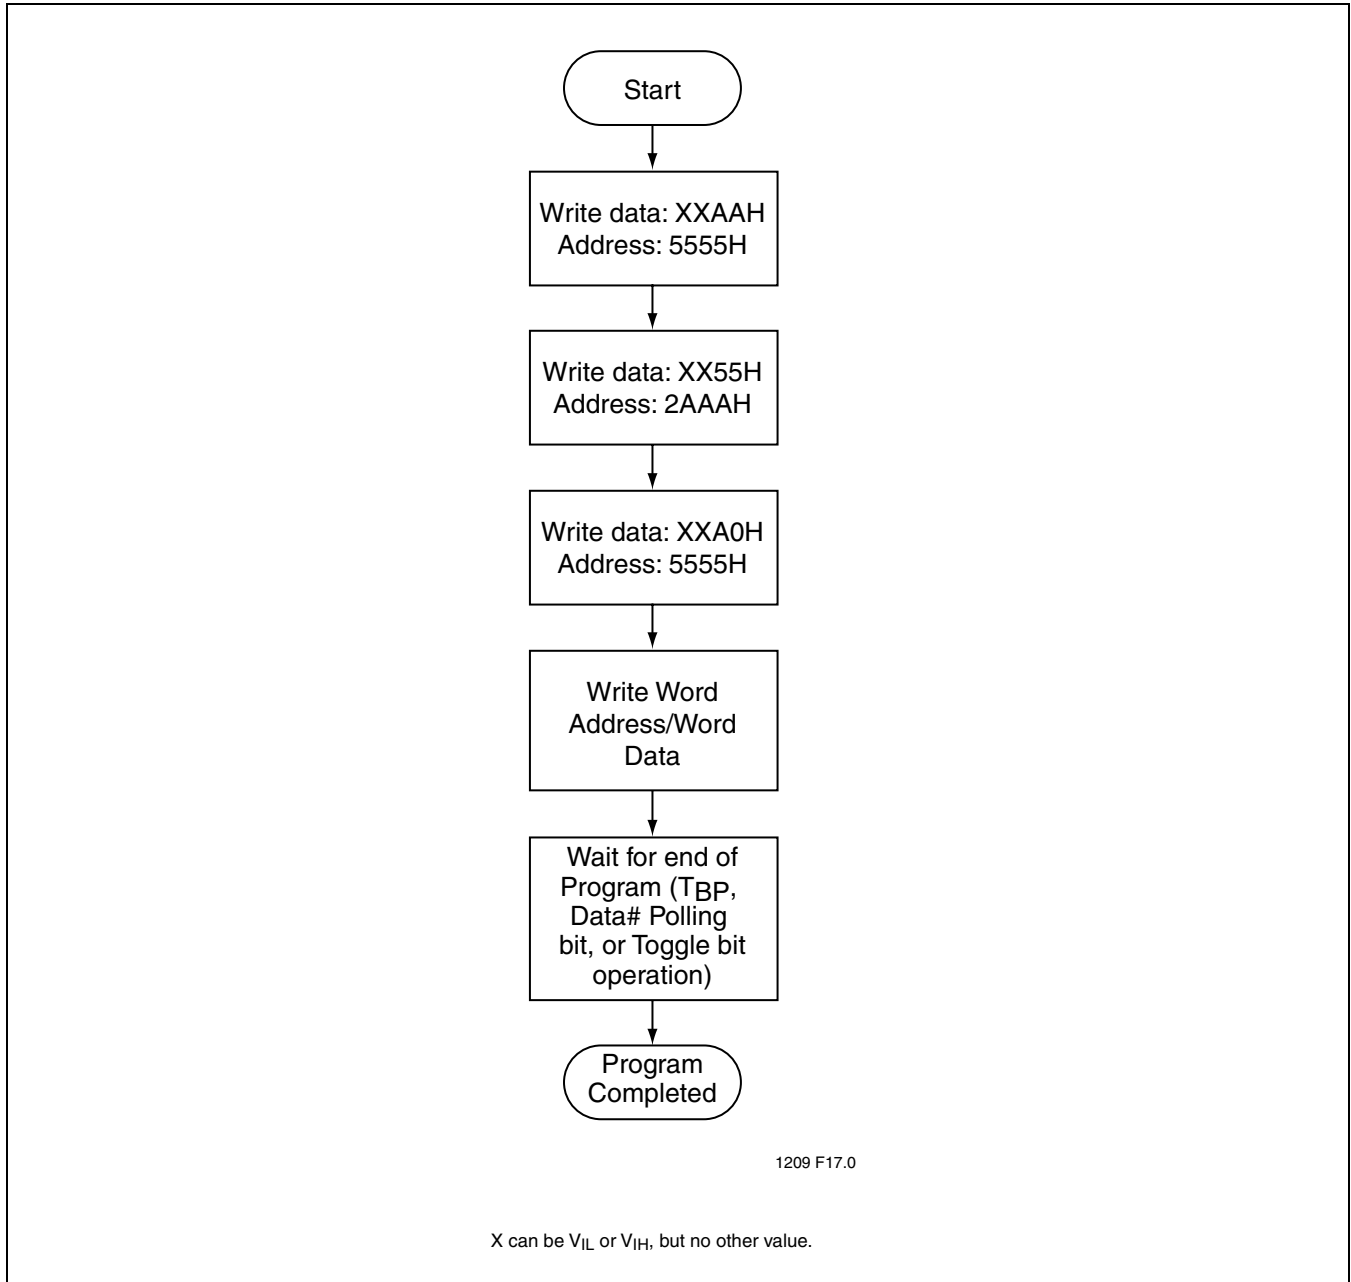 Start
Write data: XXAAH
Address: 5555H
Write data: XX55H
Address: 2AAAH
Write data: XXA0H
Address: 5555H
Write Word
Address/Word
Data
Wait for end of
Program (TBP,
Data# Polling
bit, or Toggle bit
operation)
Program
Completed
1209 F17.0
X can be VIL or VIH, but no other value.